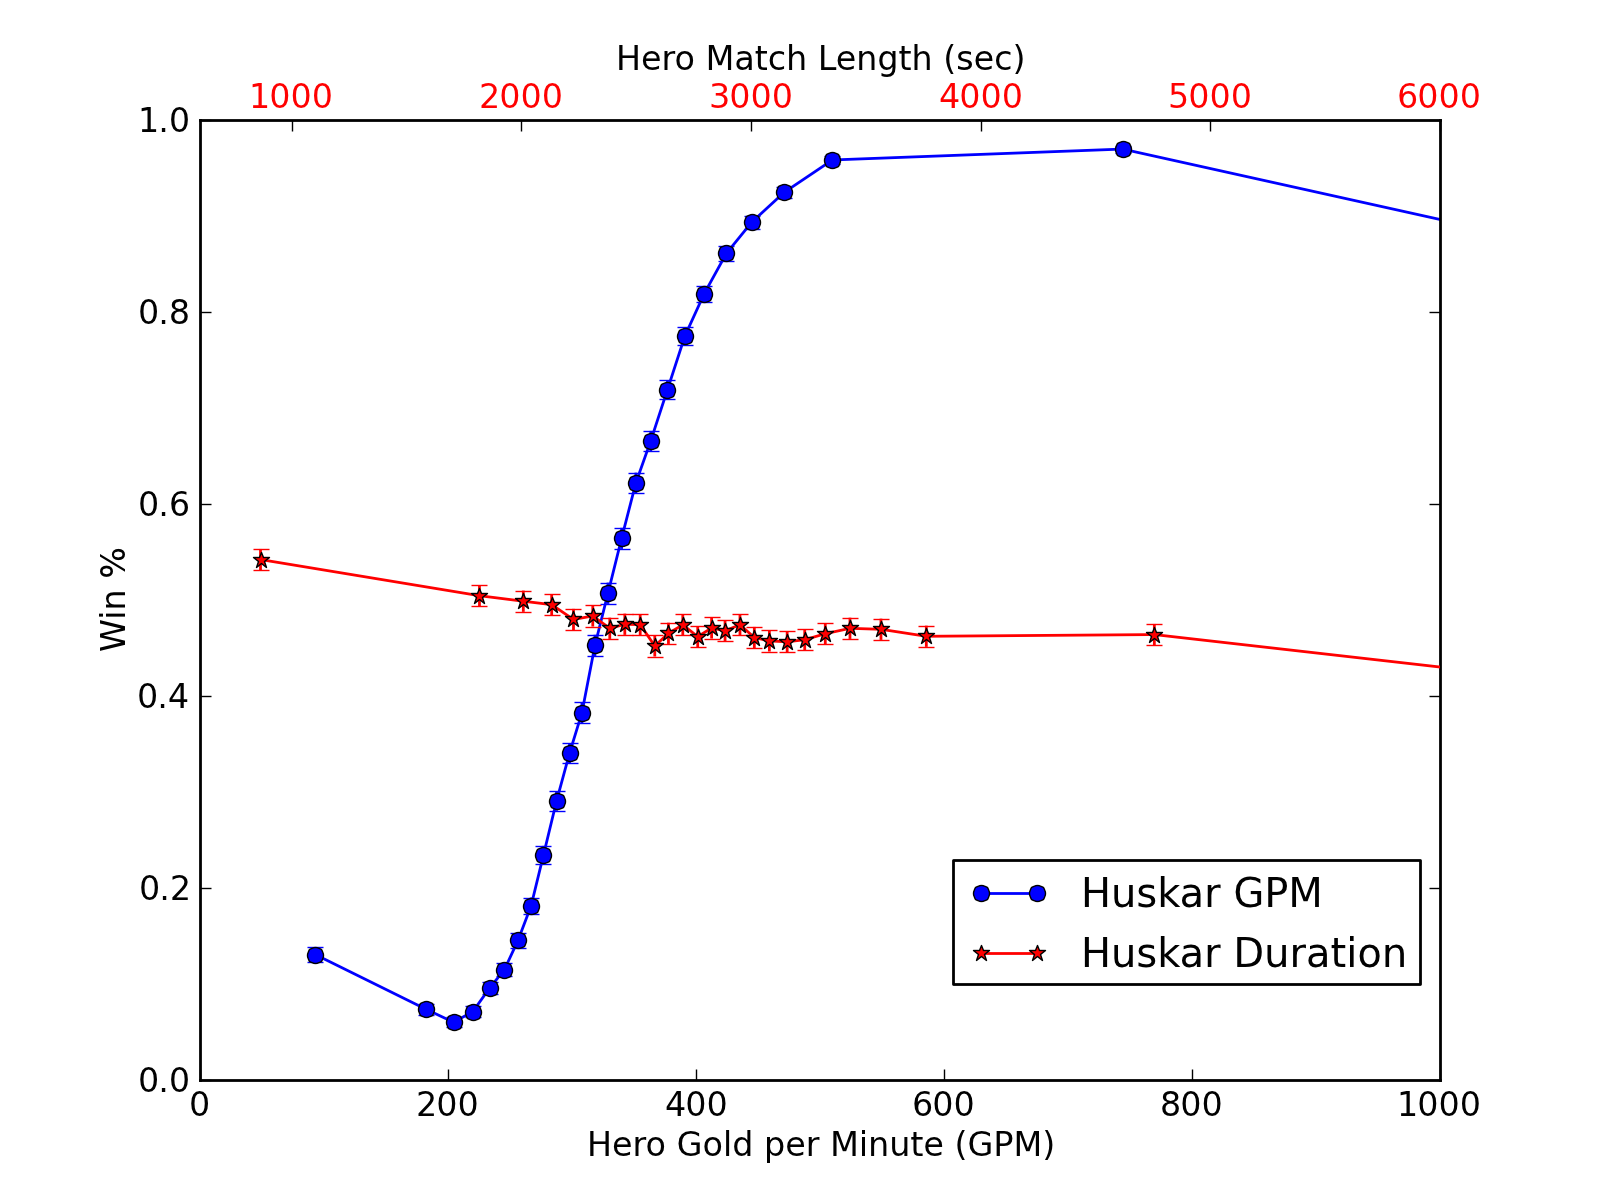 Hero Match Length (sec)
1000 2000 3000 4000 5000 6000
1.0
0.8
0.6
0.4
0.2
0.0
Win %
Huskar GPM
Huskar Duration
0 200 400 600 800 1000
Hero Gold per Minute (GPM)